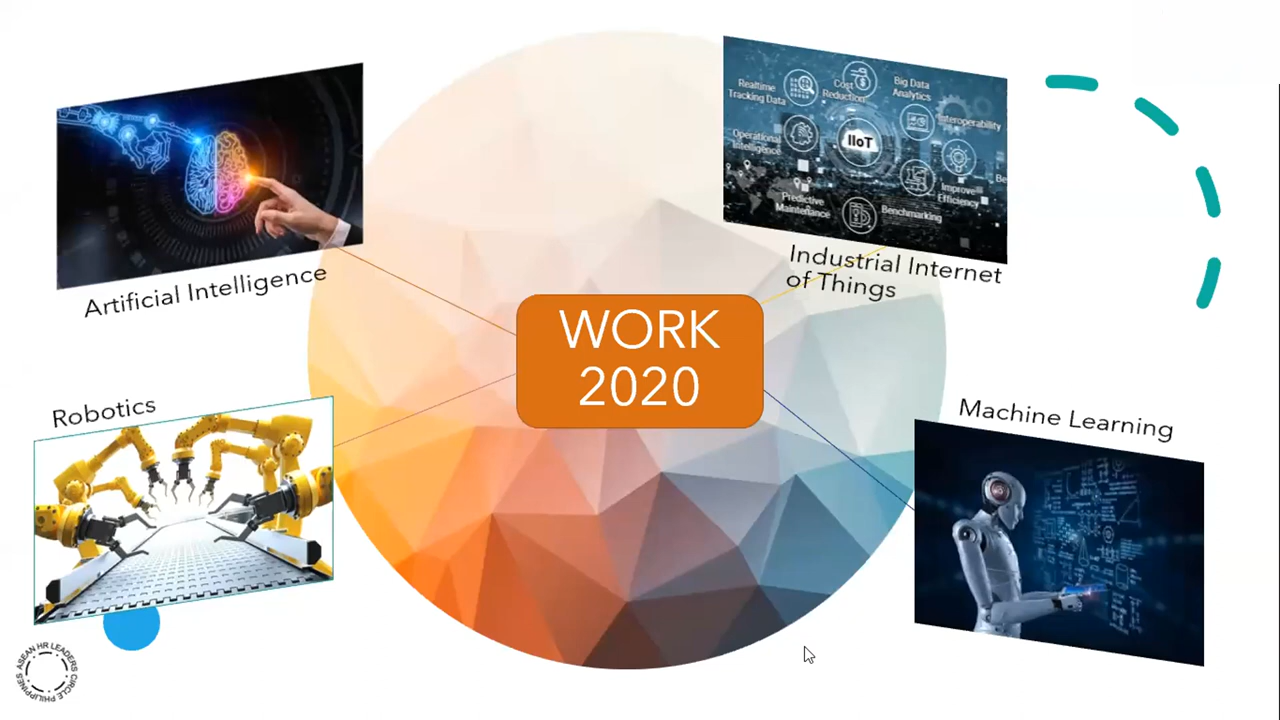 Artificial Intelligence
Realtime
Tracking Data
Cost
Reduction
Big Data
Analytics
Interoperability
Operational
Intelligence
IIoT
Improve
Efficiency
Predictive
Maintenance
Benchmarking
Industrial Internet
of Things
WORK
2020
Robotics
Machine Learning
ASEAN HR LEADERS CIRCLE PHILIPPINES